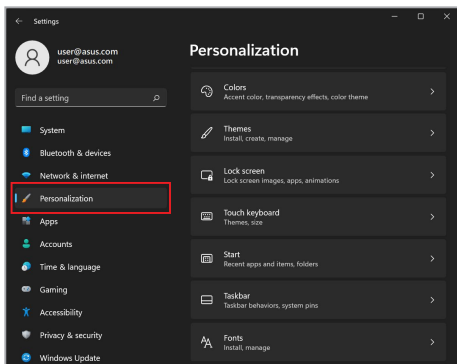 Settings
user@asus.com
user@asus.com
Find a setting
System
Bluetooth & devices
Network & internet
Personalization
Apps
Accounts
Time & language
Gaming
Accessibility
Privacy & security
Windows Update
Personalization
Colors
Accent color, transparency effects, color theme
Themes
Install, create, manage
Lock screen
Lock screen images, apps, animations
Touch keyboard
Themes, size
Start
Recent apps and items, folders
Taskbar
Taskbar behaviors, system pins
Fonts
Install, manage